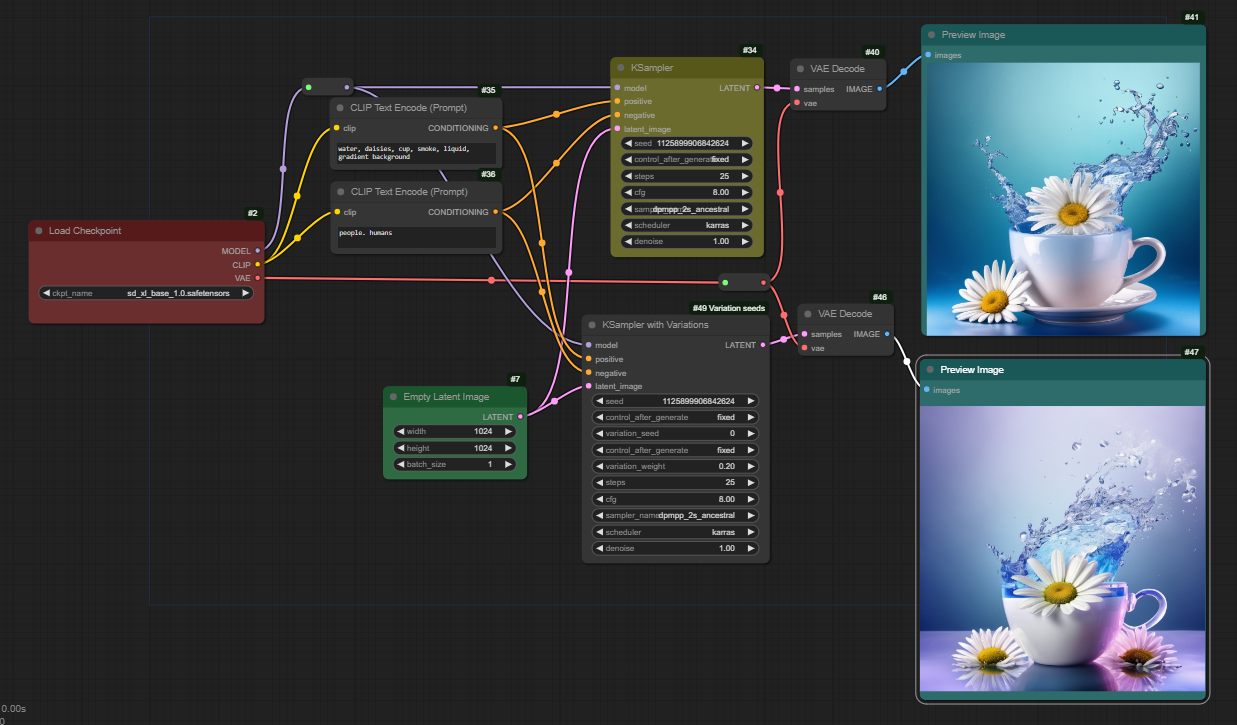 #41
Preview Image
images
#34
KSampler
model
LATENT
positive
negative
latent_image
seed 1125899906842624
control_after_generate fixed
steps 25
cfg 8.00
dpmpp_2s_ancestral
scheduler karras
denoise 1.00
#40
VAE Decode
samples IMAGE
vae
#35
CLIP Text Encode (Prompt)
clip CONDITIONING
water, daisies, cup, smoke, liquid,
gradient background
#36
CLIP Text Encode (Prompt)
clip CONDITIONING
people. humans
#2
Load Checkpoint
MODEL
CLIP
VAE
ckpt_name sd_xl_base_1.0.safetensors
#49 Variation seeds
KSampler with Variations
model LATENT
positive
negative
latent_image
seed 1125899906842624
control_after_generate fixed
variation_seed 0
control_after_generate fixed
variation_weight 0.20
steps 25
cfg 8.00
sampler_name dpmpp_2s_ancestral
scheduler karras
denoise 1.00
#46
VAE Decode
samples IMAGE
vae
#47
Preview Image
images
#7
Empty Latent Image
LATENT
width 1024
height 1024
batch_size 1
0.00s